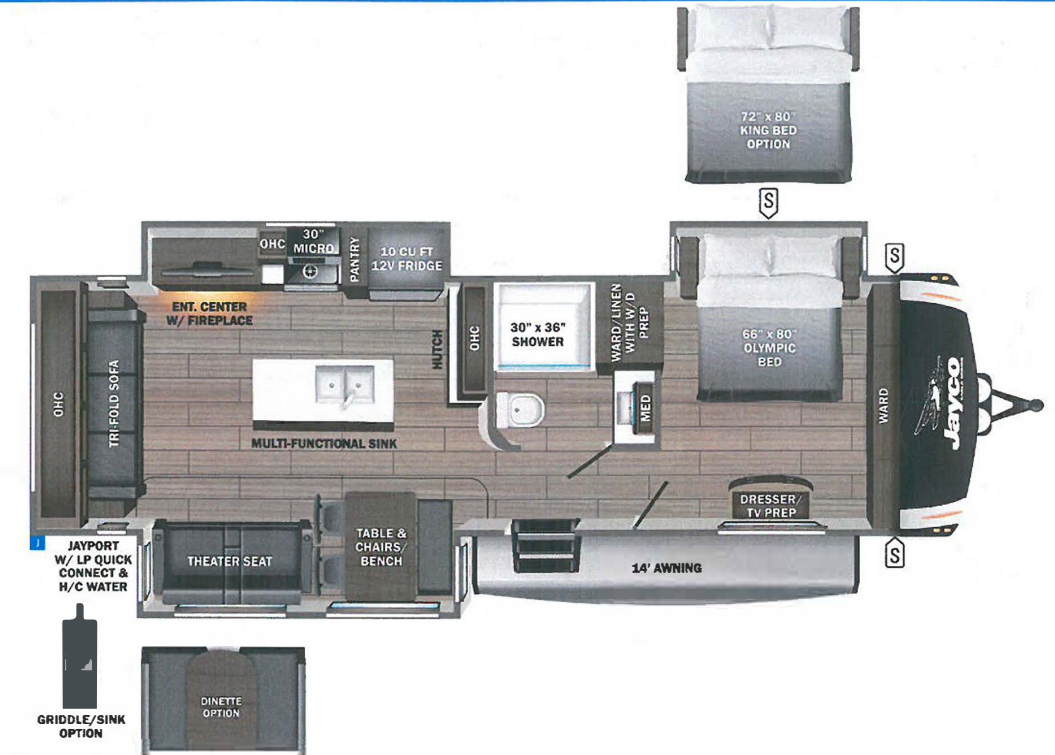 72" x 80"
KING BED
OPTION
S
S
OHC
30"
MICRO
PANTRY
10 CU FT
12V FRIDGE
ENT. CENTER
W/ FIREPLACE
HUTCH
OHC
30" x 36"
SHOWER
WARD/LINEN
WITH W/D
PREP
66" x 80"
OLYMPIC
BED
OHC
TRI-FOLD SOFA
MULTI-FUNCTIONAL SINK
MED
WARD
Jayco
DRESSER/
TV PREP
J
JAYPORT
W/ LP QUICK
CONNECT &
H/C WATER
THEATER SEAT
TABLE &
CHAIRS/
BENCH
14' AWNING
S
GRIDDLE/SINK
OPTION
DINETTE
OPTION